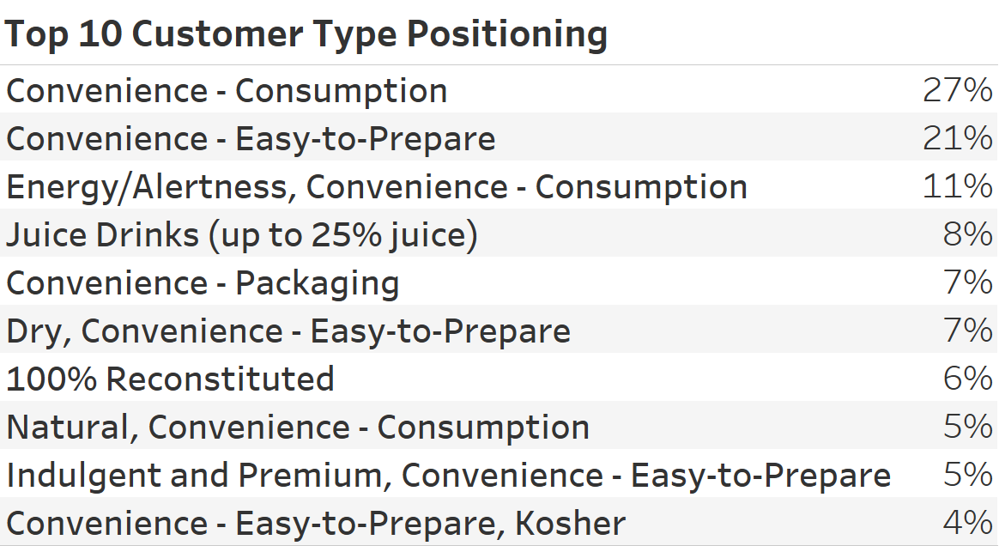 Top 10 Customer Type Positioning
Convenience - Consumption 27%
Convenience - Easy-to-Prepare 21%
Energy/Alertness, Convenience - Consumption 11%
Juice Drinks (up to 25% juice) 8%
Convenience - Packaging 7%
Dry, Convenience - Easy-to-Prepare 7%
100% Reconstituted 6%
Natural, Convenience - Consumption 5%
Indulgent and Premium, Convenience - Easy-to-Prepare 5%
Convenience - Easy-to-Prepare, Kosher 4%